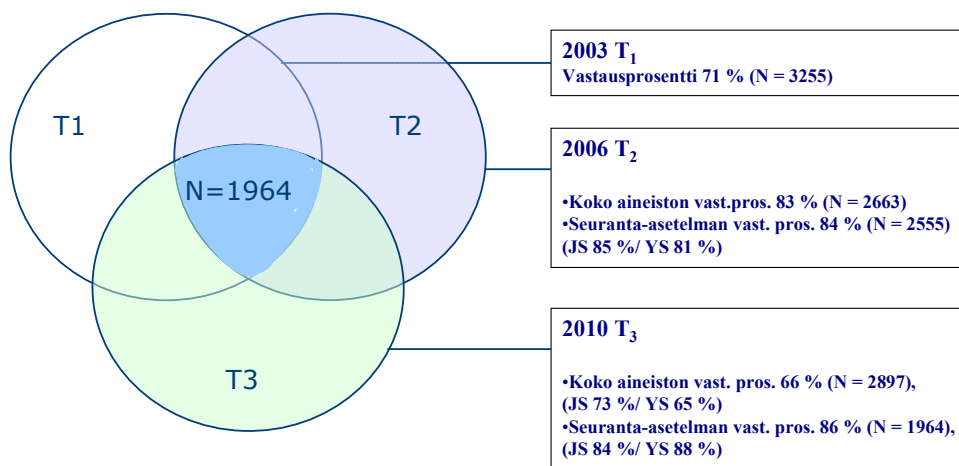 T1
T2
N=1964
T3
2003 T1
Vastausprosentti 71 % (N = 3255)
2006 T2
•Koko aineiston vast.pros. 83 % (N = 2663)
•Seuranta-asetelman vast. pros. 84 % (N = 2555)
(JS 85 %/ YS 81 %)
2010 T3
•Koko aineiston vast. pros. 66 % (N = 2897),
(JS 73 %/ YS 65 %)
•Seuranta-asetelman vast. pros. 86 % (N = 1964),
(JS 84 %/ YS 88 %)